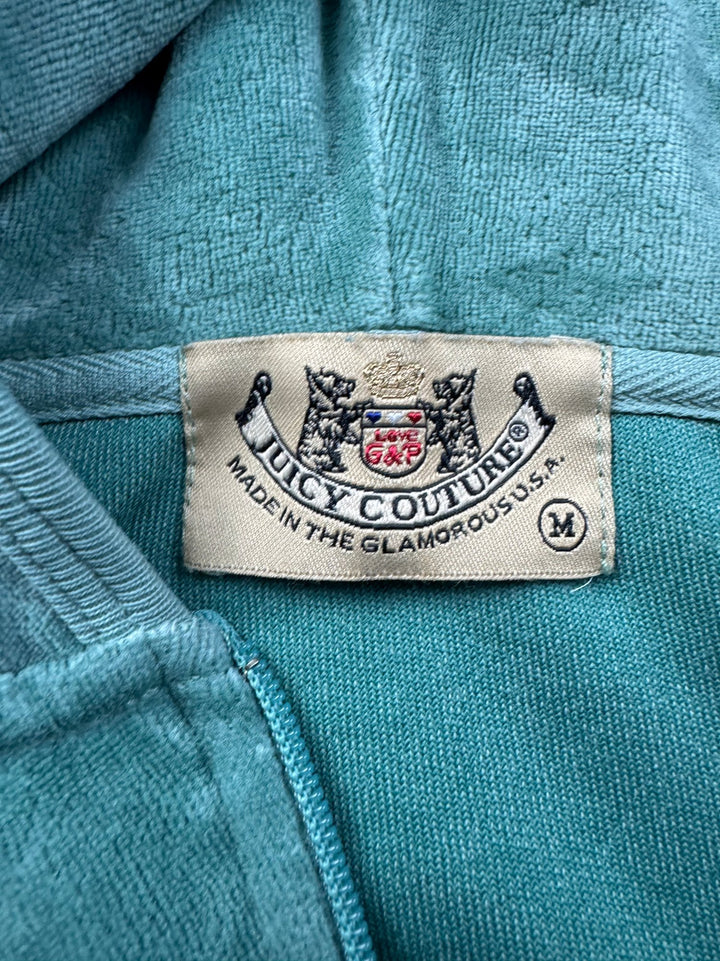 Love
G&P
JUICY COUTURE®
MADE IN THE GLAMOROUS U.S.A.
M